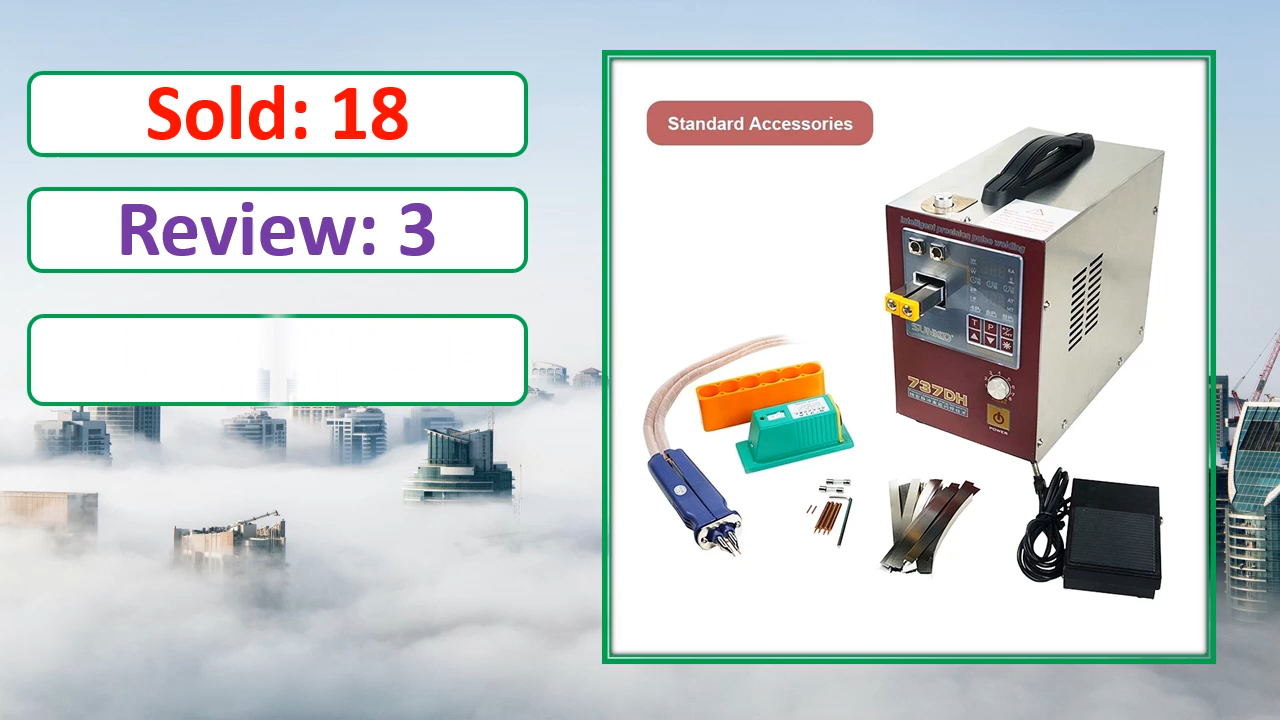 Sold: 18
Review: 3
Standard Accessories
Intelligent precision pulse welding
SUNKKO
T P
737DH
POWER